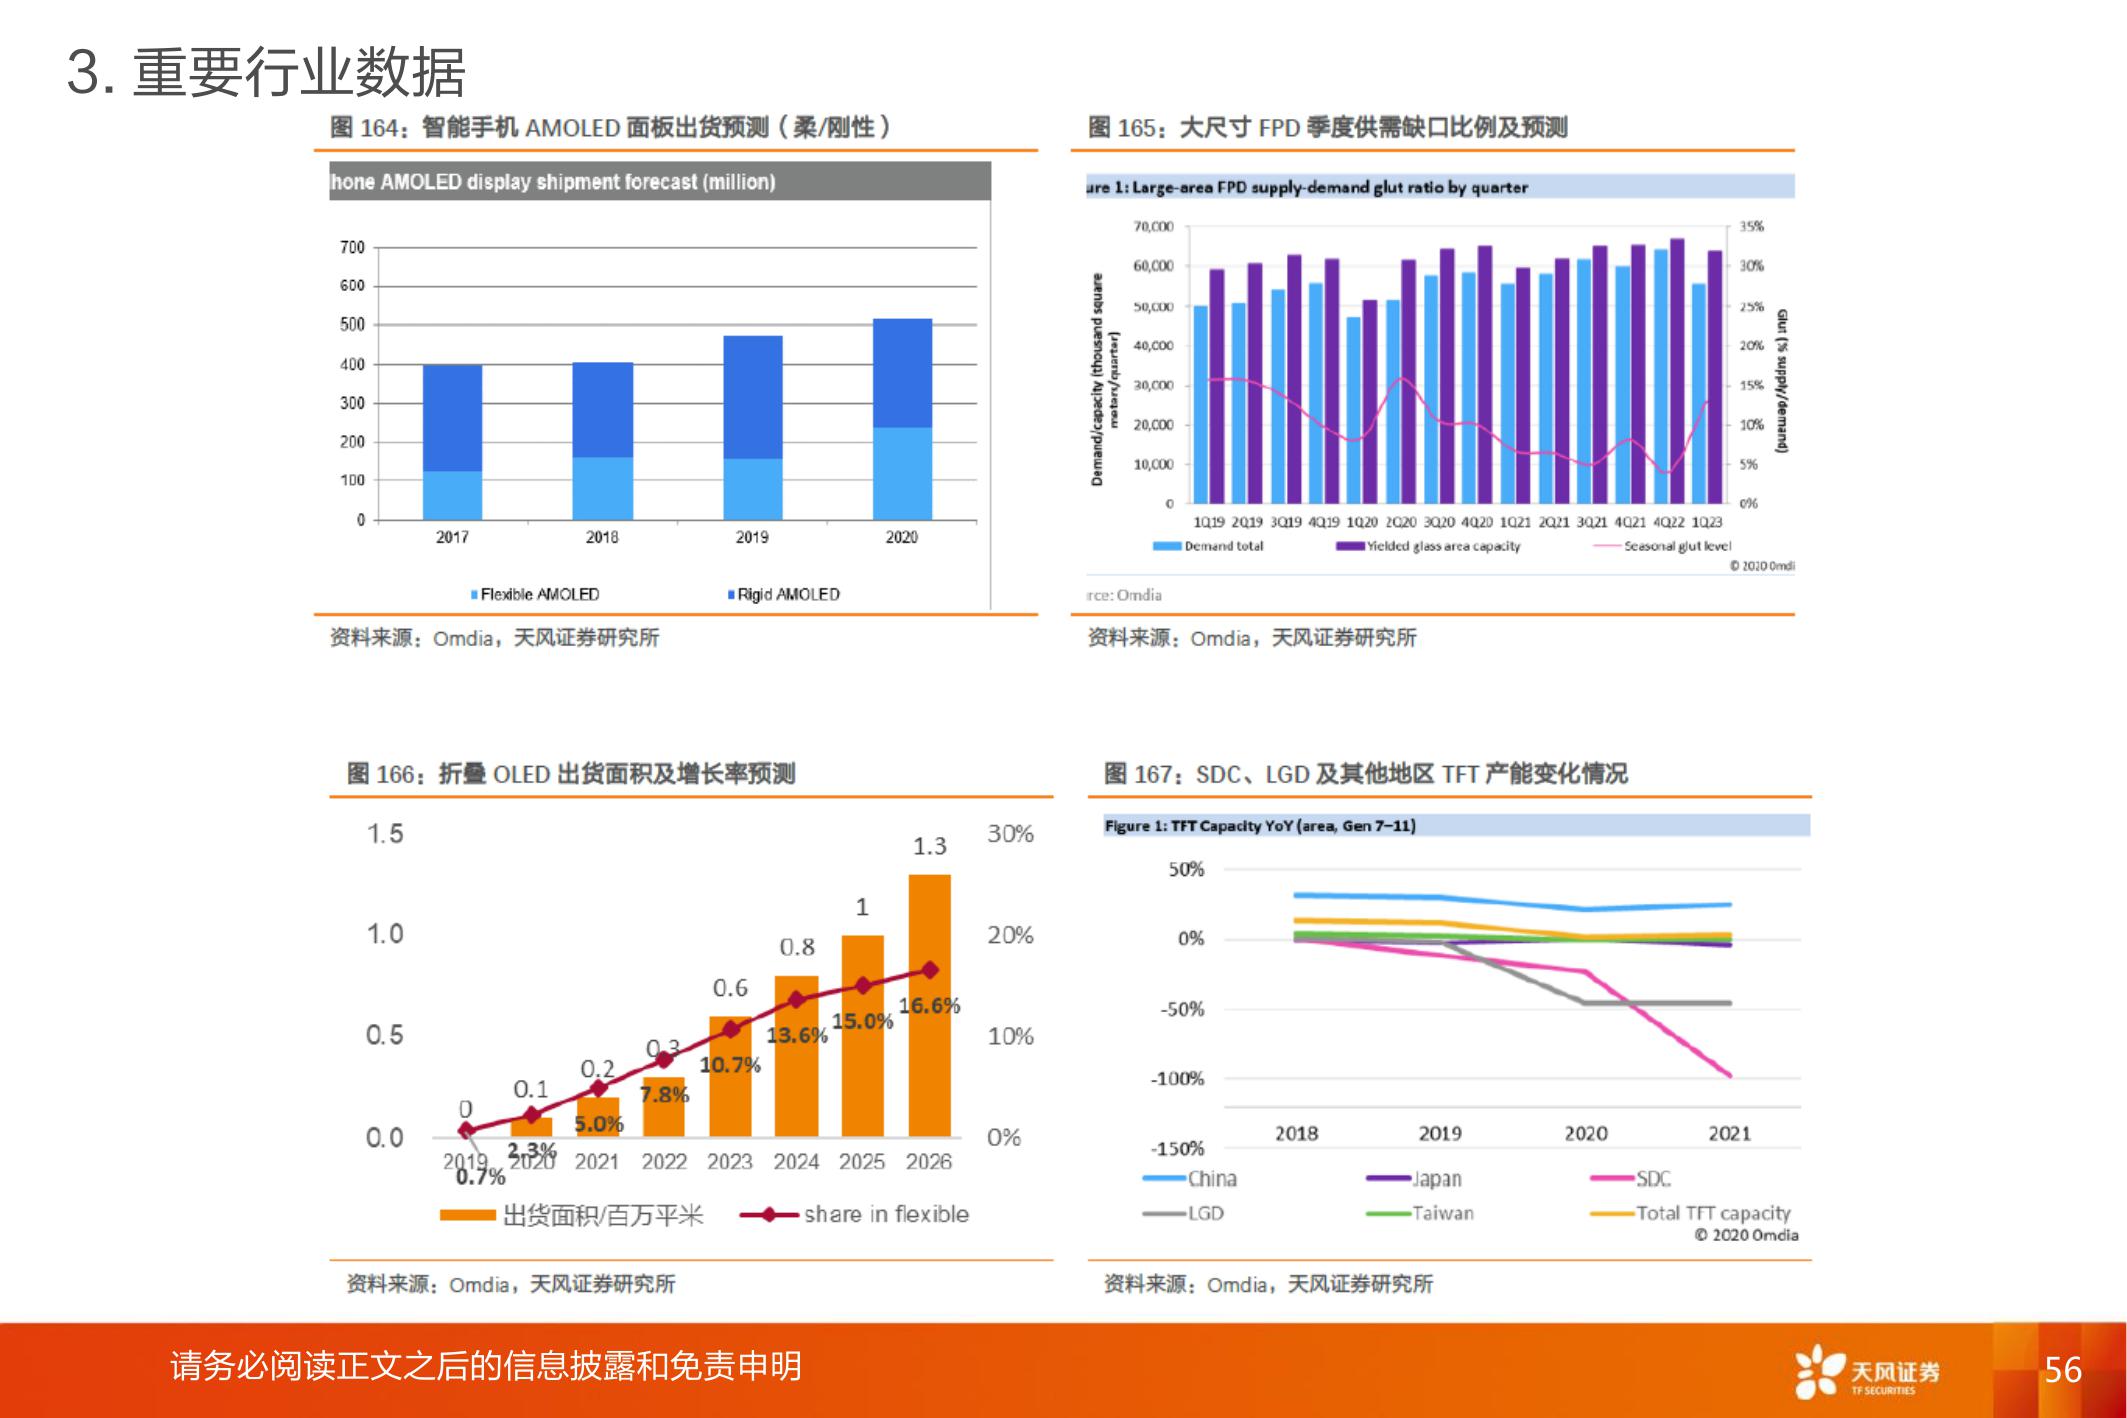 3. 重要行业数据
图 164：智能手机 AMOLED 面板出货预测（柔/刚性）
hone AMOLED display shipment forecast (million)
700
600
500
400
300
200
100
0
2017 2018 2019 2020
Flexible AMOLED Rigid AMOLED
资料来源：Omdia，天风证券研究所
图 165：大尺寸 FPD 季度供需缺口比例及预测
ure 1: Large-area FPD supply-demand glut ratio by quarter
Demand/capacity (thousand square meters/quarter)
70,000
60,000
50,000
40,000
30,000
20,000
10,000
0
35%
30%
25%
20%
15%
10%
5%
0%
Glut (% supply/demand)
1Q19 2Q19 3Q19 4Q19 1Q20 2Q20 3Q20 4Q20 1Q21 2Q21 3Q21 4Q21 4Q22 1Q23
Demand total Yielded glass area capacity Seasonal glut level
© 2020 Omdi
rce: Omdia
资料来源：Omdia，天风证券研究所
图 166：折叠 OLED 出货面积及增长率预测
1.5
1.0
0.5
0.0
30%
20%
10%
0%
0 0.1 0.2 0.3 0.6 0.8 1 1.3
0.7% 2.3% 5.0% 7.8% 10.7% 13.6% 15.0% 16.6%
2019 2020 2021 2022 2023 2024 2025 2026
出货面积/百万平米 share in flexible
资料来源：Omdia，天风证券研究所
图 167：SDC、LGD 及其他地区 TFT 产能变化情况
Figure 1: TFT Capacity YoY (area, Gen 7–11)
50%
0%
-50%
-100%
-150%
2018 2019 2020 2021
China Japan SDC
LGD Taiwan Total TFT capacity
© 2020 Omdia
资料来源：Omdia，天风证券研究所
请务必阅读正文之后的信息披露和免责申明
天风证券
TF SECURITIES
56